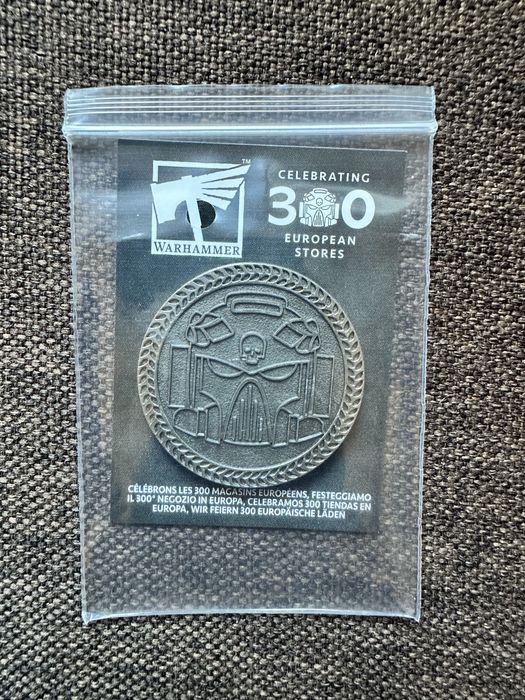 WARHAMMER
™
CELEBRATING
300
EUROPEAN
STORES
CÉLÉBRONS LES 300 MAGASINS EUROPÉENS, FESTEGGIAMO
IL 300° NEGOZIO IN EUROPA, CELEBRAMOS 300 TIENDAS EN
EUROPA, WIR FEIERN 300 EUROPÄISCHE LÄDEN